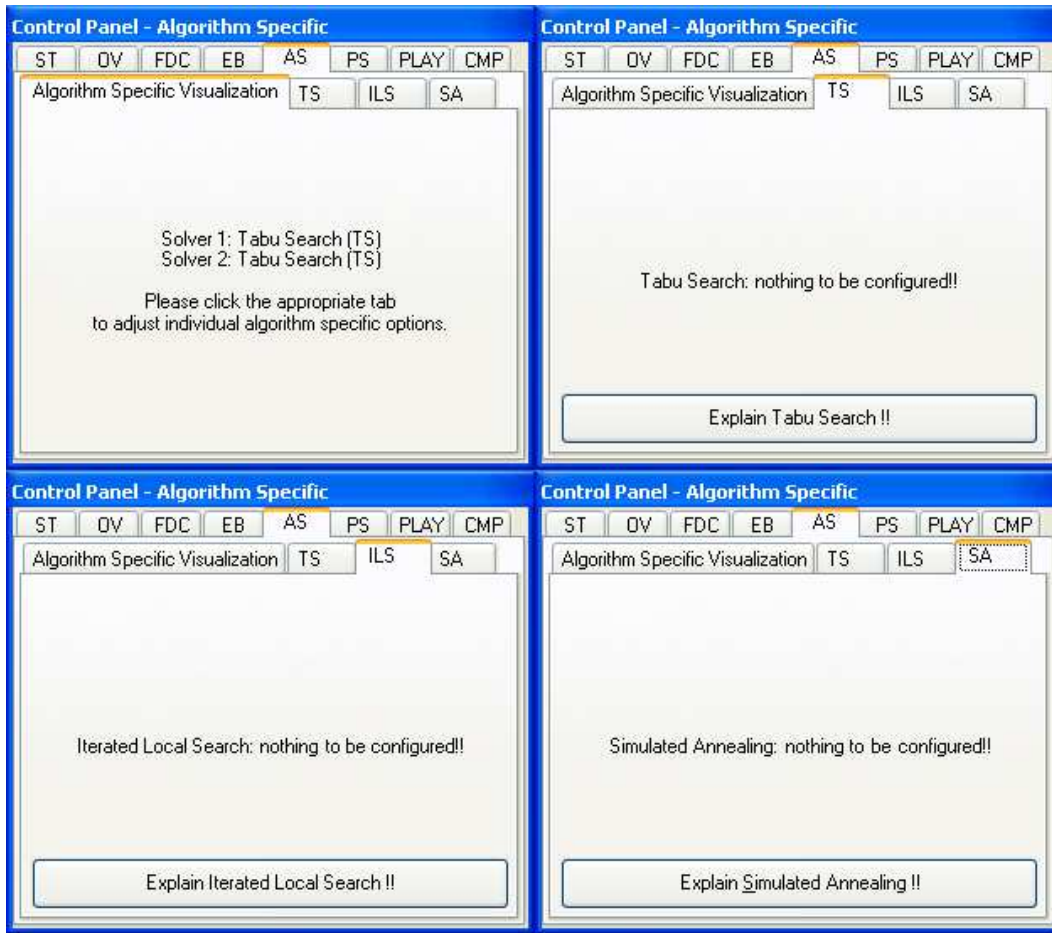 Control Panel - Algorithm Specific
ST OV FDC EB AS PS PLAY CMP
Algorithm Specific Visualization TS ILS SA
Solver 1: Tabu Search (TS)
Solver 2: Tabu Search (TS)
Please click the appropriate tab
to adjust individual algorithm specific options.
Control Panel - Algorithm Specific
ST OV FDC EB AS PS PLAY CMP
Algorithm Specific Visualization TS ILS SA
Tabu Search: nothing to be configured!!
Explain Tabu Search !!
Control Panel - Algorithm Specific
ST OV FDC EB AS PS PLAY CMP
Algorithm Specific Visualization TS ILS SA
Iterated Local Search: nothing to be configured!!
Explain Iterated Local Search !!
Control Panel - Algorithm Specific
ST OV FDC EB AS PS PLAY CMP
Algorithm Specific Visualization TS ILS SA
Simulated Annealing: nothing to be configured!!
Explain Simulated Annealing !!